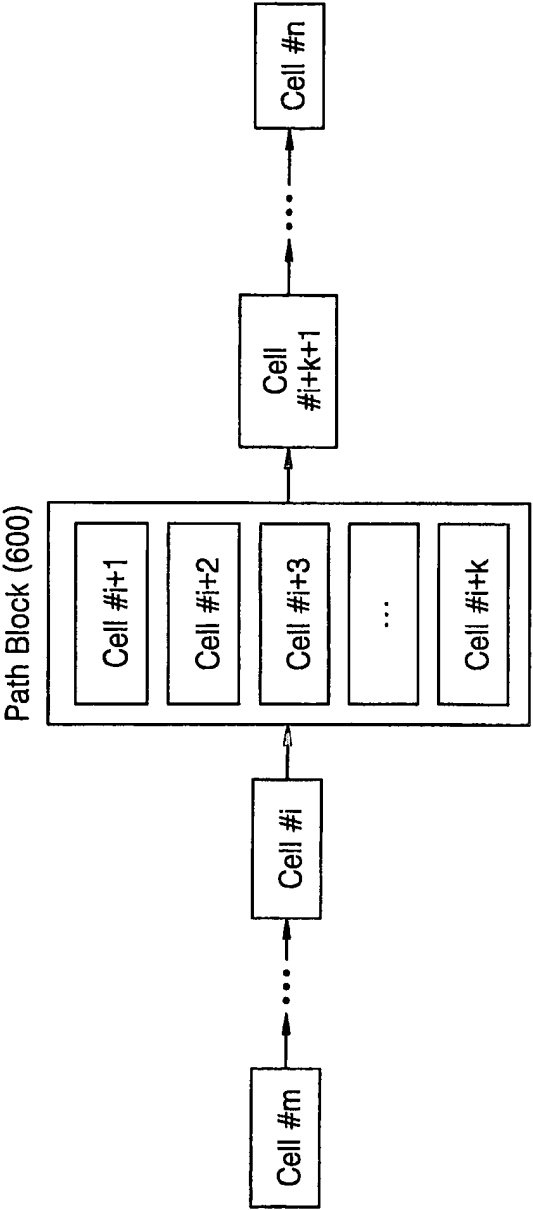 Path Block (600)
Cell #m
...
Cell #i
Cell #i+1
Cell #i+2
Cell #i+3
...
Cell #i+k
Cell
#i+k+1
...
Cell #n